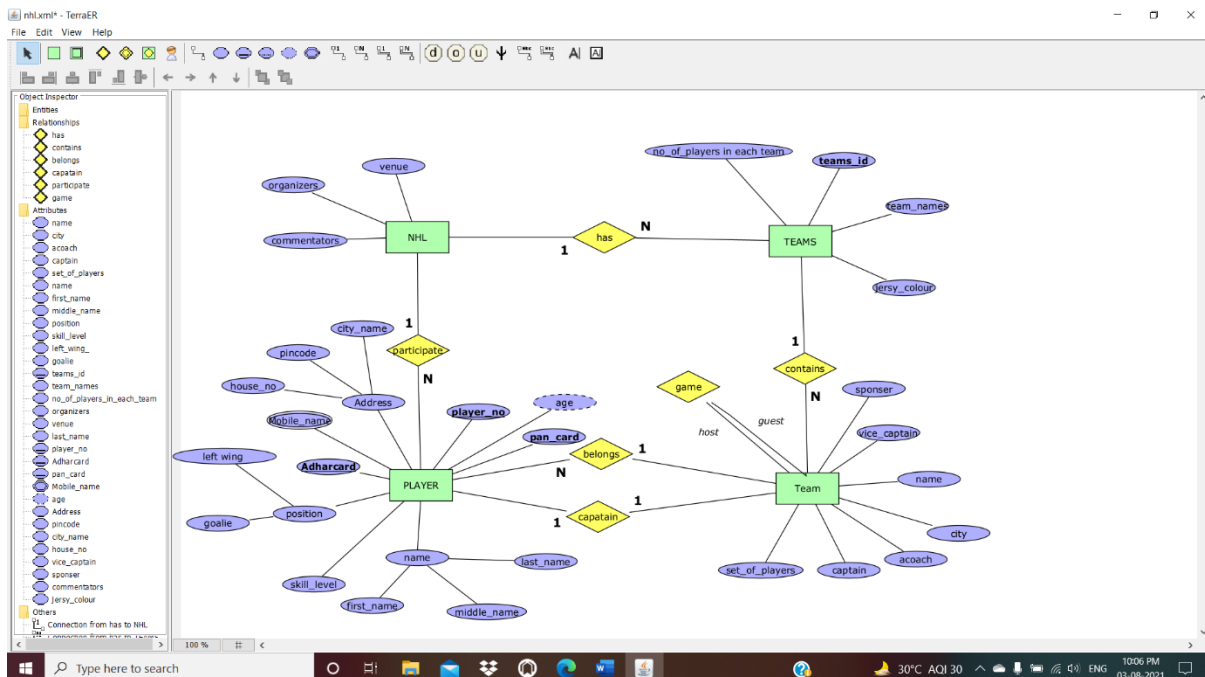 nhl.xml* - TerraER
File Edit View Help
d o u A| A|
Object Inspector
Entities
Relationships
has
contains
belongs
capatain
participate
game
Attributes
name
city
acoach
captain
set_of_players
name
first_name
middle_name
position
skill_level
left_wing_
goalie
teams_id
team_names
no_of_players_in_each_team
organizers
venue
last_name
player_no
Adharcard
pan_card
Mobile_name
age
Address
pincode
city_name
house_no
vice_captain
sponser
commentators
Jersy_colour
Others
Connection from has to NHL
no_of_players in each team
teams_id
venue
organizers
team_names
commentators
NHL
1
has
N
TEAMS
Jersy_colour
1
city_name
participate
N
pincode
house_no
Address
1
contains
N
game
host
guest
sponser
Mobile_name
player_no
age
pan_card
vice_captain
left wing
Adharcard
belongs
N
1
name
PLAYER
Team
goalie
position
1
capatain
1
city
name
last_name
acoach
skill_level
set_of_players
captain
first_name
middle_name
100 %
Type here to search
30°C AQI 30
ENG
10:06 PM
03-08-2021